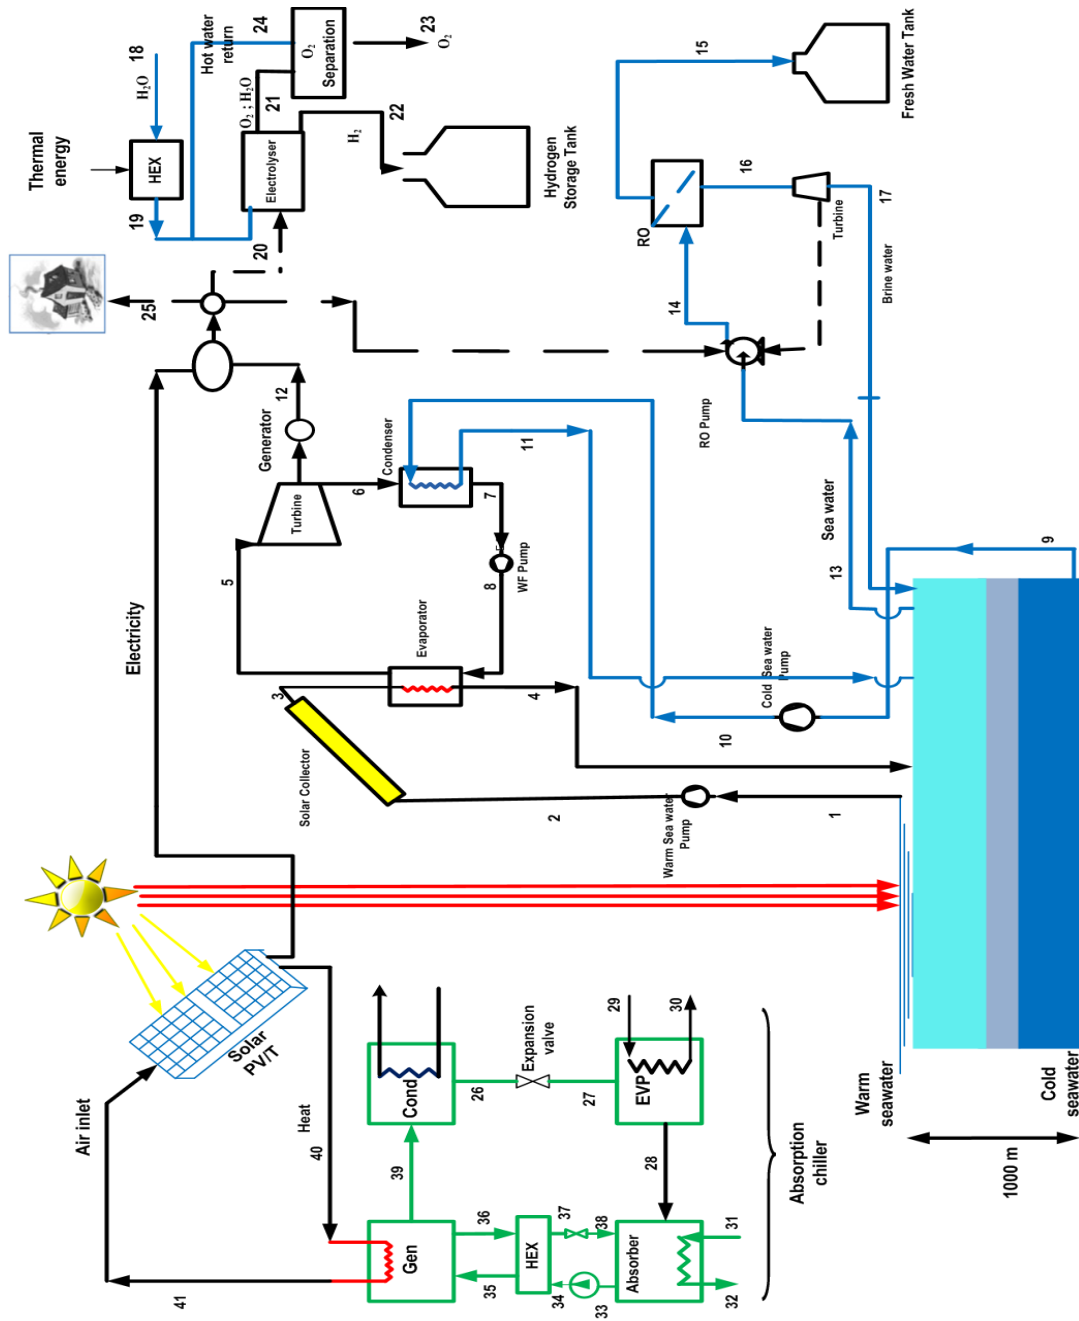 Air inlet
41
Solar
PV/T
Heat
40
Gen
39
Cond
35
36
26
HEX
Expansion
valve
34
37
33
38
27
Absorber
28
EVP
29
30
32
31
Absorption
chiller
Electricity
Solar Collector
3
5
Turbine
Generator
12
6
Condenser
Evaporator
4
8
WF Pump
7
11
2
Warm Sea water
Pump
1
10
Cold Sea water
Pump
9
Warm
seawater
Cold
seawater
1000 m
25
Thermal
energy
HEX
H₂O
18
19
Hot water
return
24
20
Electrolyser
O₂ ; H₂O
21
O₂
Separation
23
O₂
H₂
22
Hydrogen
Storage Tank
RO
14
15
16
RO Pump
Turbine
17
Sea water
13
Brine water
Fresh Water Tank